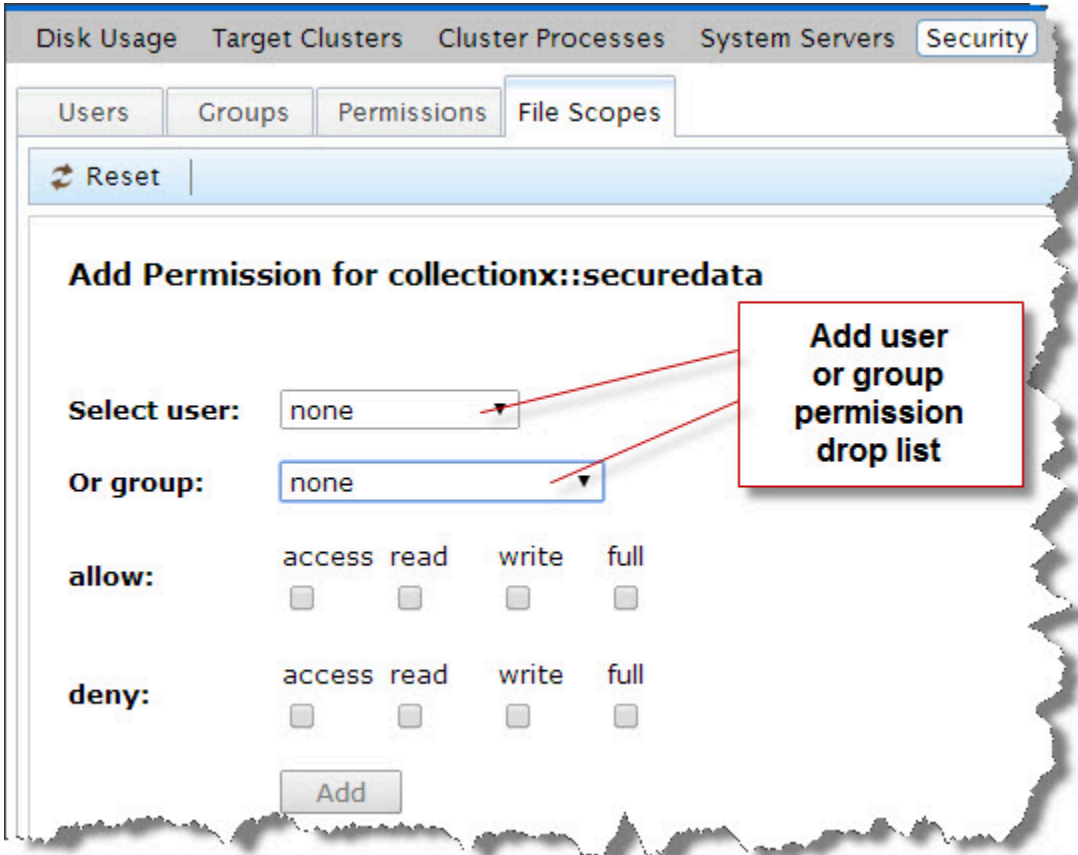 Disk Usage Target Clusters Cluster Processes System Servers Security
Users Groups Permissions File Scopes
Reset
Add Permission for collectionx::securedata
Add user
or group
permission
drop list
Select user: none
Or group: none
access read write full
allow:
access read write full
deny:
Add